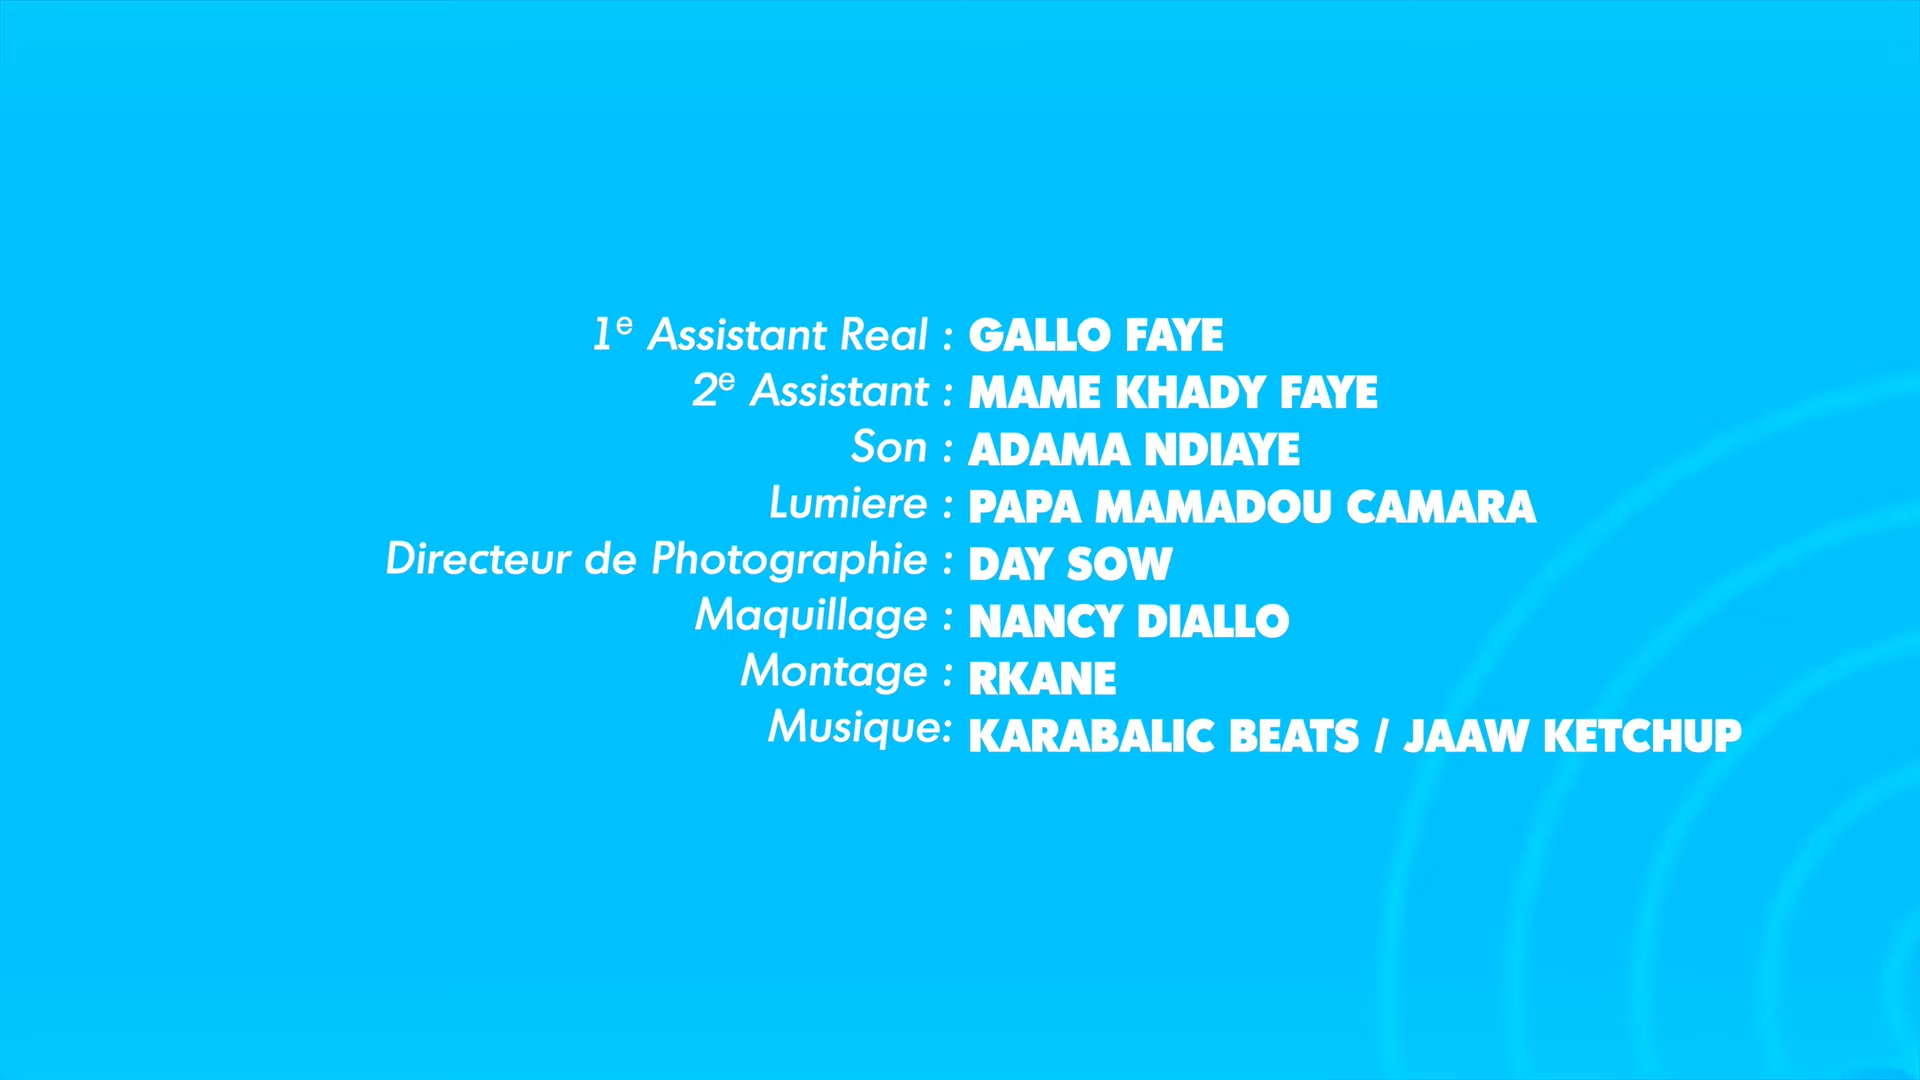 1e Assistant Real : GALLO FAYE
2e Assistant : MAME KHADY FAYE
Son : ADAMA NDIAYE
Lumiere : PAPA MAMADOU CAMARA
Directeur de Photographie : DAY SOW
Maquillage : NANCY DIALLO
Montage : RKANE
Musique: KARABALIC BEATS / JAAW KETCHUP